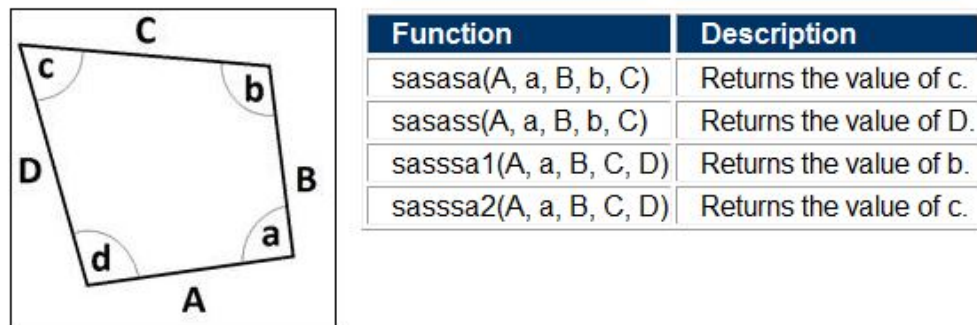 C
c
b
D
B
d
a
A
Function Description
sasasa(A, a, B, b, C) Returns the value of c.
sasass(A, a, B, b, C) Returns the value of D.
sasssa1(A, a, B, C, D) Returns the value of b.
sasssa2(A, a, B, C, D) Returns the value of c.